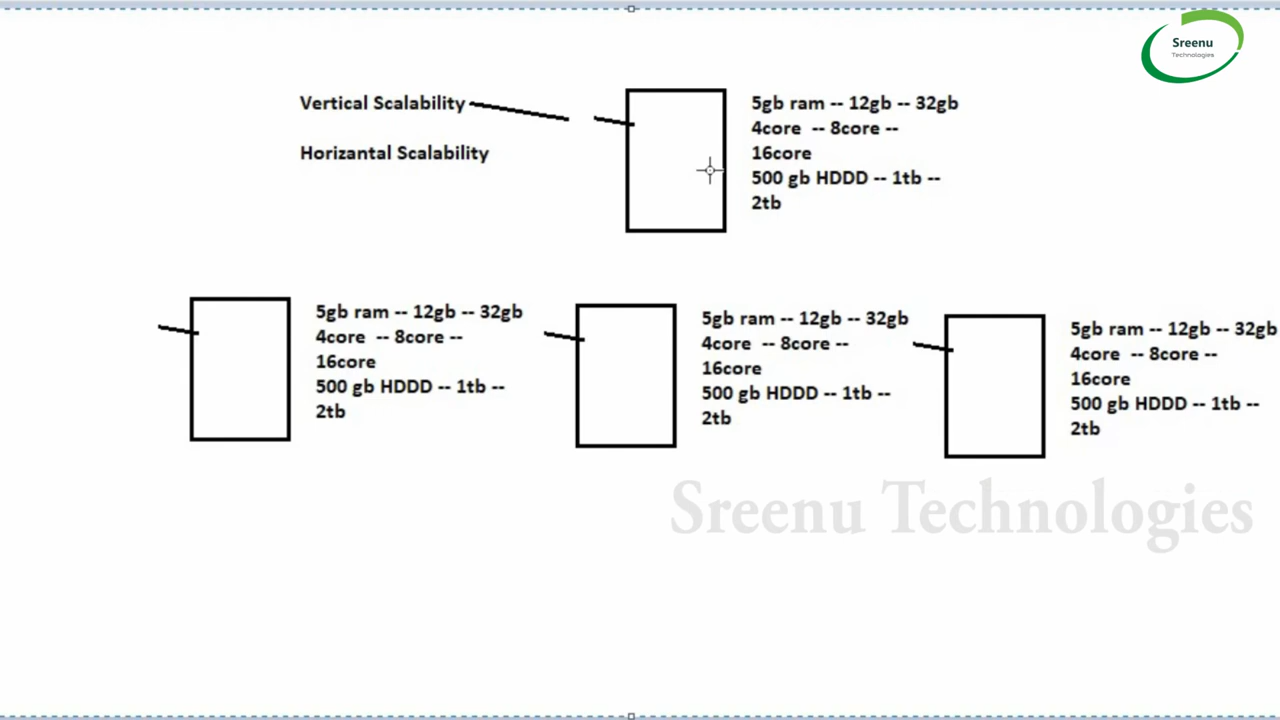 Sreenu
Technologies
Vertical Scalability
Horizantal Scalability
5gb ram -- 12gb -- 32gb
4core -- 8core --
16core
500 gb HDDD -- 1tb --
2tb
5gb ram -- 12gb -- 32gb
4core -- 8core --
16core
500 gb HDDD -- 1tb --
2tb
5gb ram -- 12gb -- 32gb
4core -- 8core --
16core
500 gb HDDD -- 1tb --
2tb
5gb ram -- 12gb -- 32gb
4core -- 8core --
16core
500 gb HDDD -- 1tb --
2tb
Sreenu Technologies